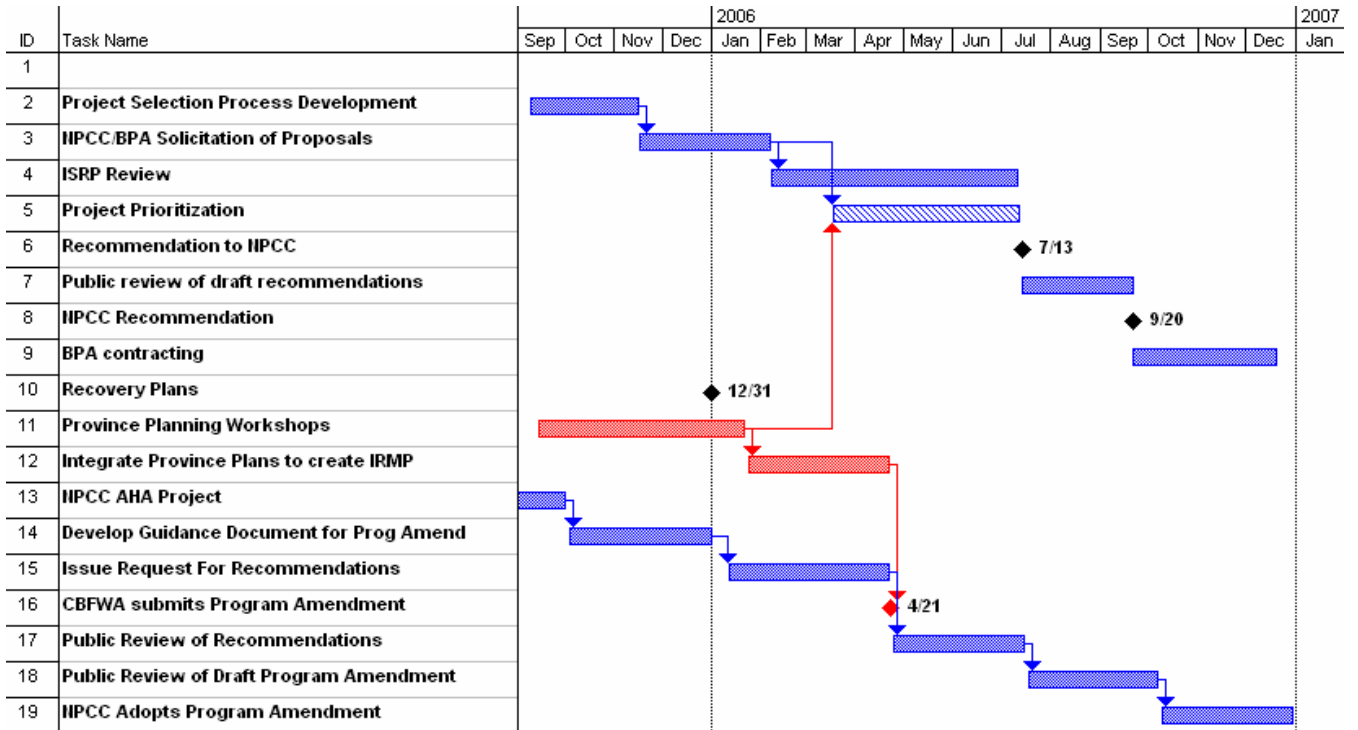 2006 2007
ID Task Name Sep Oct Nov Dec Jan Feb Mar Apr May Jun Jul Aug Sep Oct Nov Dec Jan
1
2 Project Selection Process Development
3 NPCC/BPA Solicitation of Proposals
4 ISRP Review
5 Project Prioritization
6 Recommendation to NPCC 7/13
7 Public review of draft recommendations
8 NPCC Recommendation 9/20
9 BPA contracting
10 Recovery Plans 12/31
11 Province Planning Workshops
12 Integrate Province Plans to create IRMP
13 NPCC AHA Project
14 Develop Guidance Document for Prog Amend
15 Issue Request For Recommendations
16 CBFWA submits Program Amendment 4/21
17 Public Review of Recommendations
18 Public Review of Draft Program Amendment
19 NPCC Adopts Program Amendment